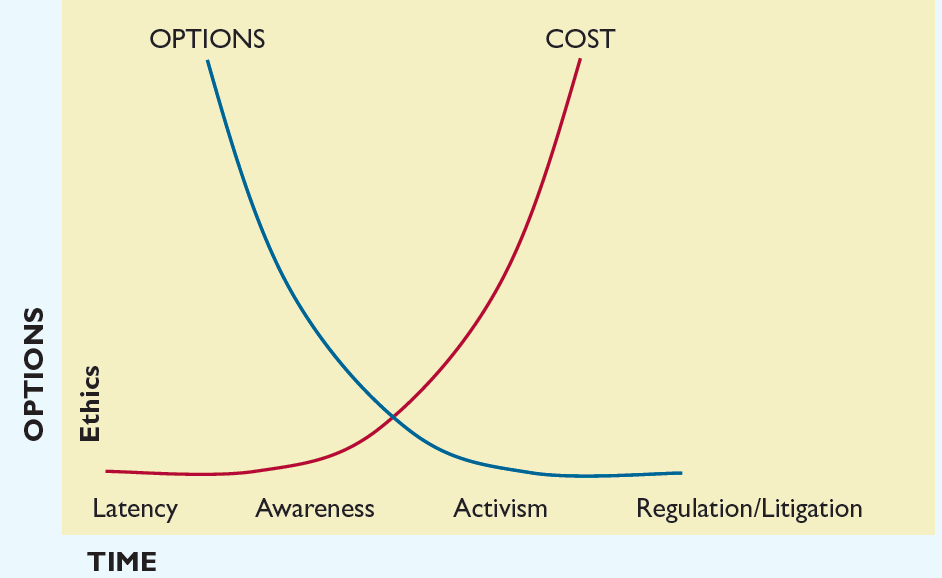 OPTIONS
COST
OPTIONS
Ethics
Latency
Awareness
Activism
Regulation/Litigation
TIME